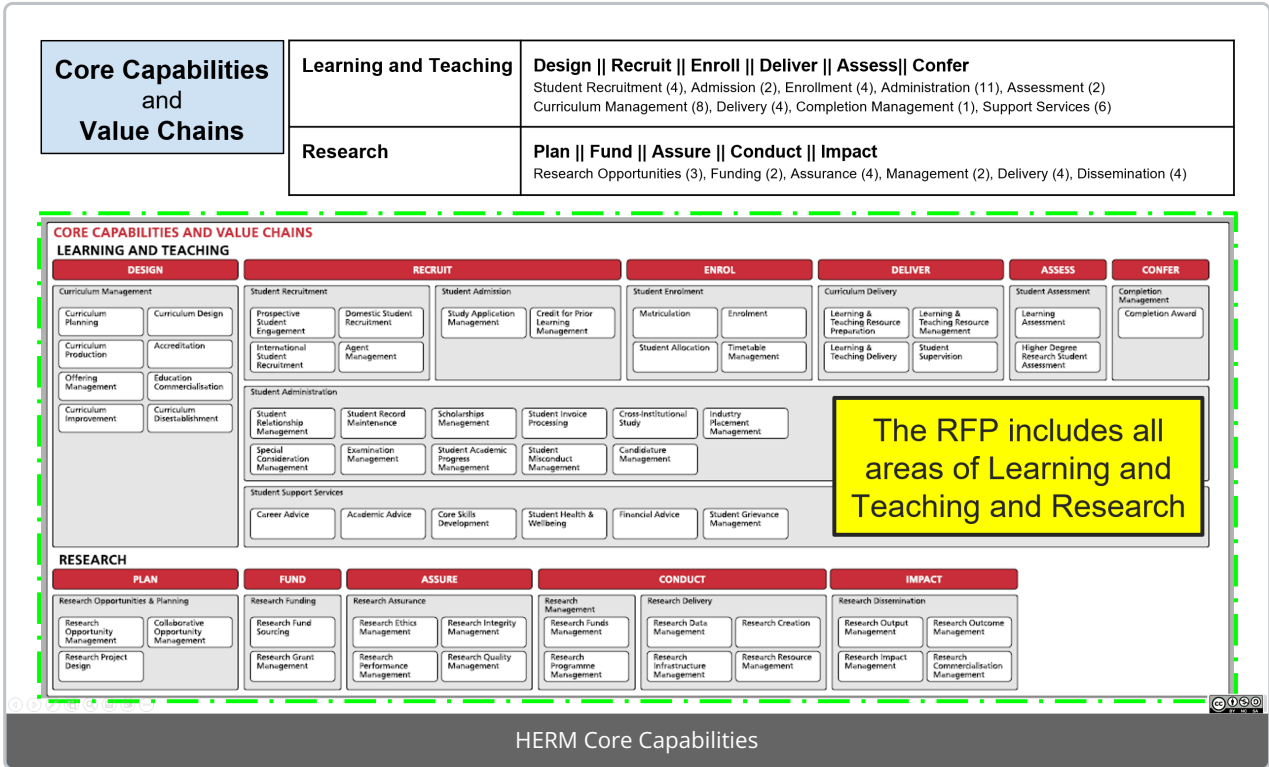 Core Capabilities
and
Value Chains
Learning and Teaching
Design || Recruit || Enroll || Deliver || Assess|| Confer
Student Recruitment (4), Admission (2), Enrollment (4), Administration (11), Assessment (2)
Curriculum Management (8), Delivery (4), Completion Management (1), Support Services (6)
Research
Plan || Fund || Assure || Conduct || Impact
Research Opportunities (3), Funding (2), Assurance (4), Management (2), Delivery (4), Dissemination (4)
CORE CAPABILITIES AND VALUE CHAINS
LEARNING AND TEACHING
DESIGN
Curriculum Management
Curriculum
Planning
Curriculum Design
Curriculum
Production
Accreditation
Offering
Management
Education
Commercialisation
Curriculum
Improvement
Curriculum
Disestablishment
RECRUIT
Student Recruitment
Prospective
Student
Engagement
Domestic Student
Recruitment
International
Student
Recruitment
Agent
Management
Student Admission
Study Application
Management
Credit for Prior
Learning
Management
ENROL
Student Enrolment
Matriculation
Enrolment
Student Allocation
Timetable
Management
DELIVER
Curriculum Delivery
Learning &
Teaching Resource
Preparation
Learning &
Teaching Resource
Management
Learning &
Teaching Delivery
Student
Supervision
ASSESS
Student Assessment
Learning
Assessment
Higher Degree
Research Student
Assessment
CONFER
Completion
Management
Completion Award
Student Administration
Student
Relationship
Management
Student Record
Maintenance
Scholarships
Management
Student Invoice
Processing
Cross-Institutional
Study
Industry
Placement
Management
Special
Consideration
Management
Examination
Management
Student Academic
Progress
Management
Student
Misconduct
Management
Candidature
Management
Student Support Services
Career Advice
Academic Advice
Core Skills
Development
Student Health &
Wellbeing
Financial Advice
Student Grievance
Management
The RFP includes all
areas of Learning and
Teaching and Research
RESEARCH
PLAN
Research Opportunities & Planning
Research
Opportunity
Management
Collaborative
Opportunity
Management
Research Project
Design
FUND
Research Funding
Research Fund
Sourcing
Research Grant
Management
ASSURE
Research Assurance
Research Ethics
Management
Research Integrity
Management
Research
Performance
Management
Research Quality
Management
CONDUCT
Research
Management
Research Funds
Management
Research
Programme
Management
Research Delivery
Research Data
Management
Research Creation
Research
Infrastructure
Management
Research Resource
Management
IMPACT
Research Dissemination
Research Output
Management
Research Outcome
Management
Research Impact
Management
Research
Commercialisation
Management
cc
BY NC SA
HERM Core Capabilities